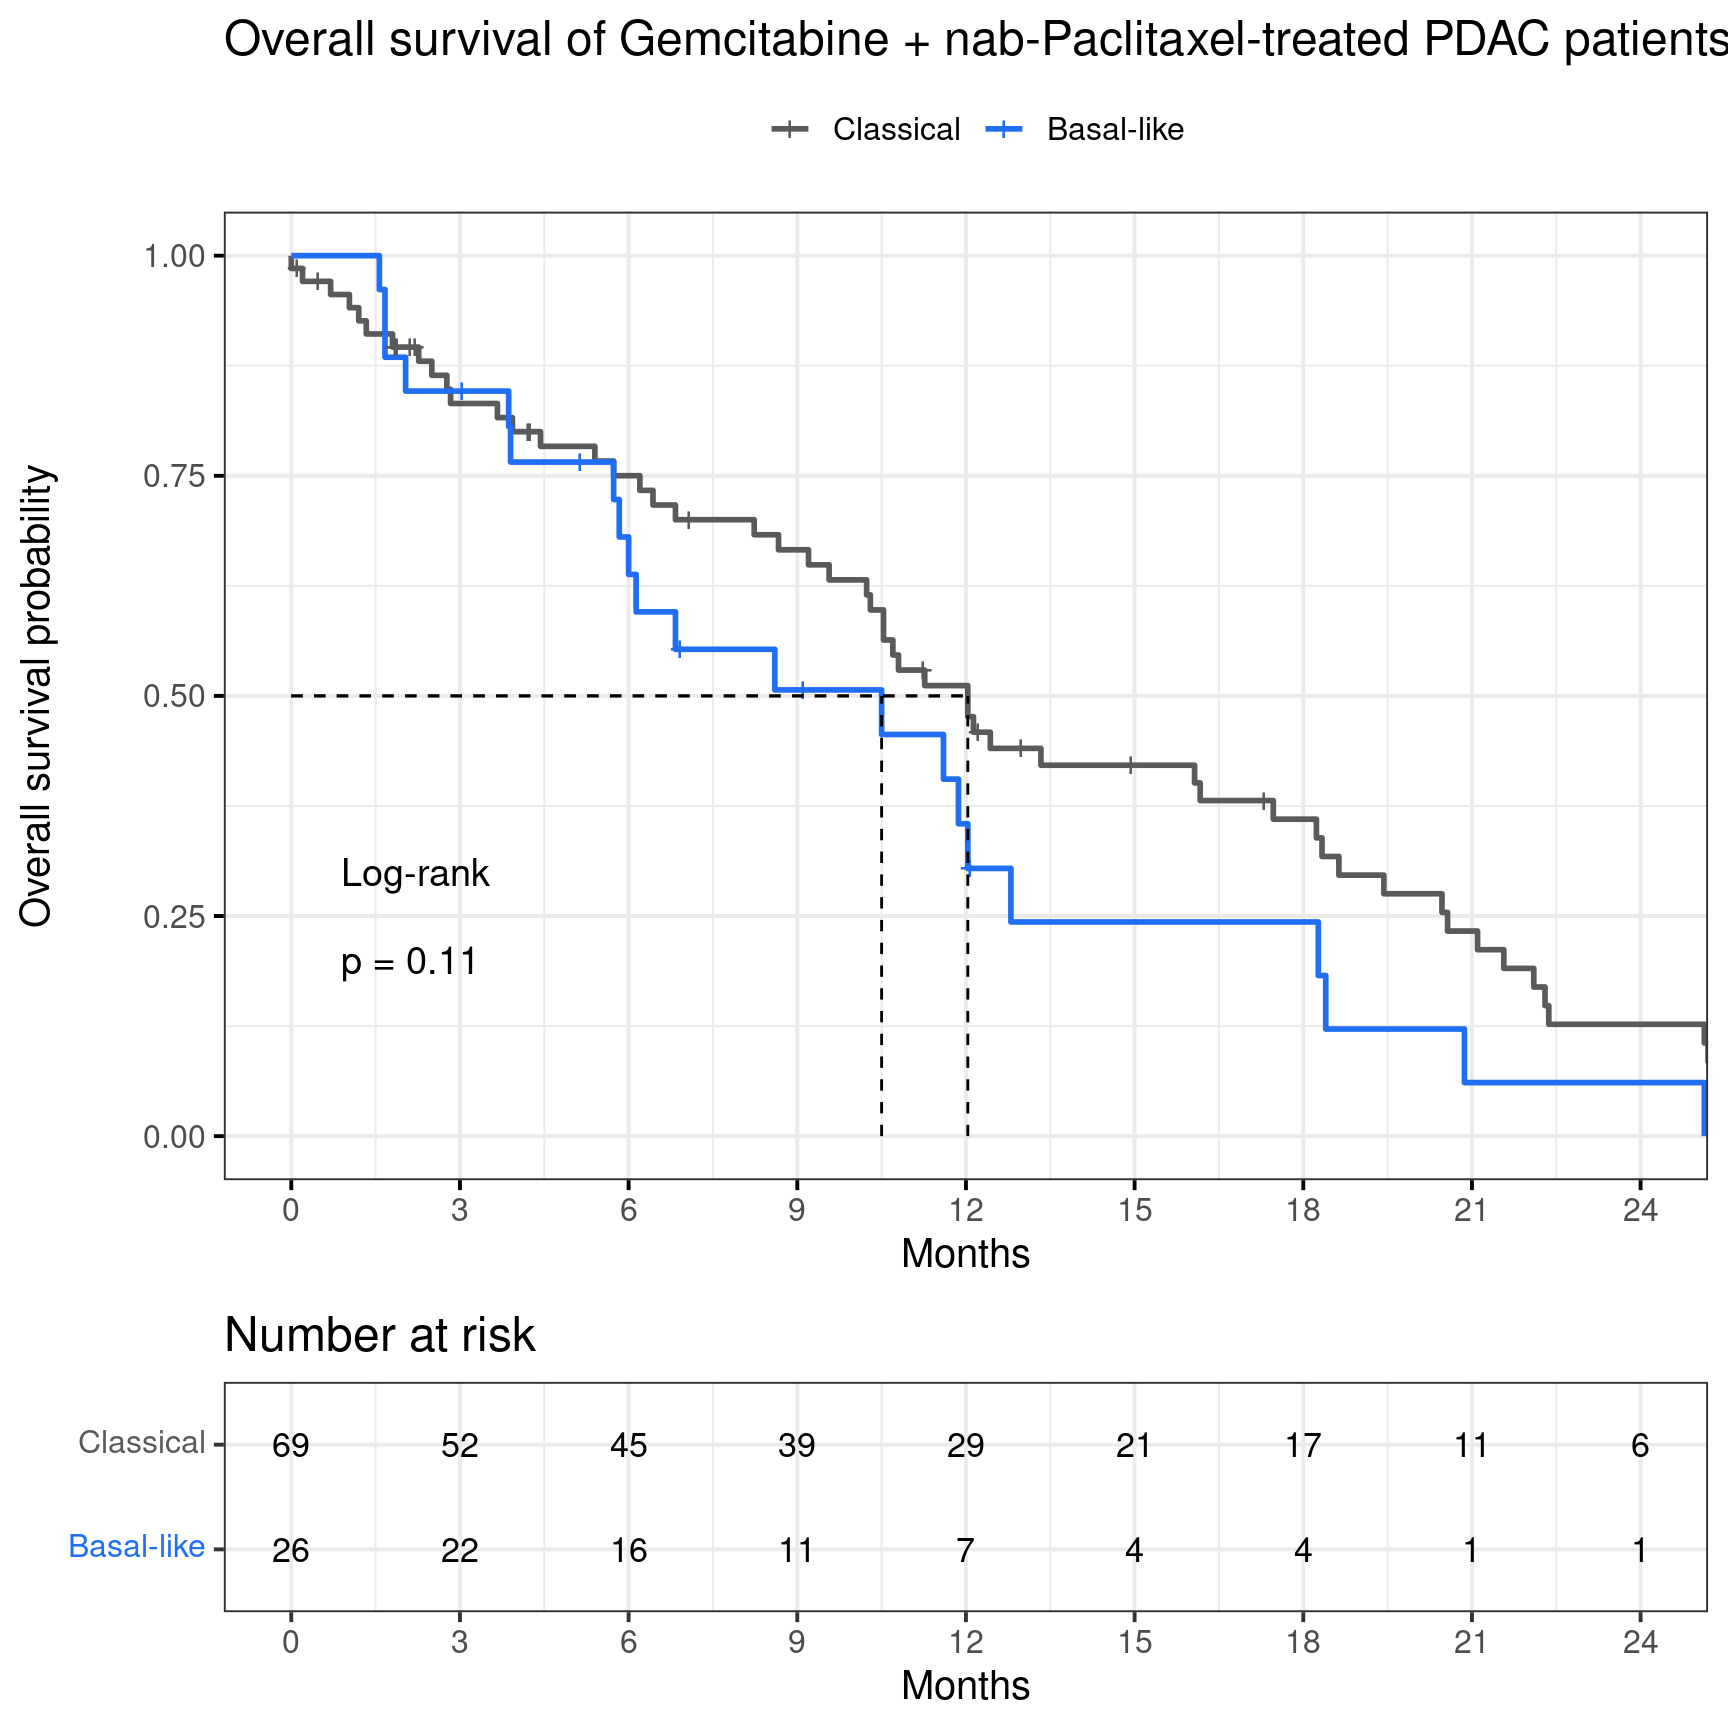 Overall survival of Gemcitabine + nab-Paclitaxel-treated PDAC patients
Classical Basal-like
Overall survival probability
1.00
0.75
0.50
0.25
0.00
Log-rank
p = 0.11
0 3 6 9 12 15 18 21 24
Months
Number at risk
Classical 69 52 45 39 29 21 17 11 6
Basal-like 26 22 16 11 7 4 4 1 1
0 3 6 9 12 15 18 21 24
Months